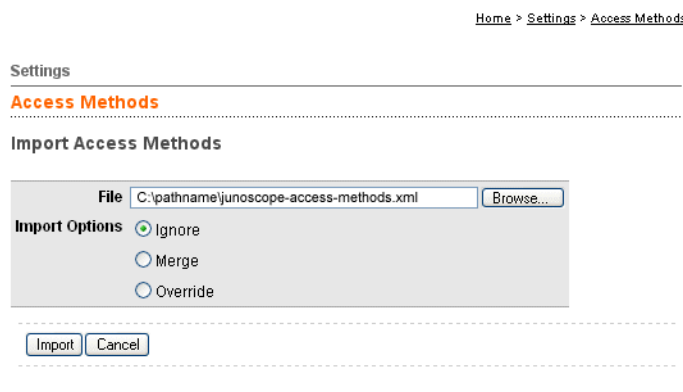 Home > Settings > Access Methods
Settings
Access Methods
Import Access Methods
File C:\pathname\junoscope-access-methods.xml Browse...
Import Options Ignore
Merge
Override
Import Cancel